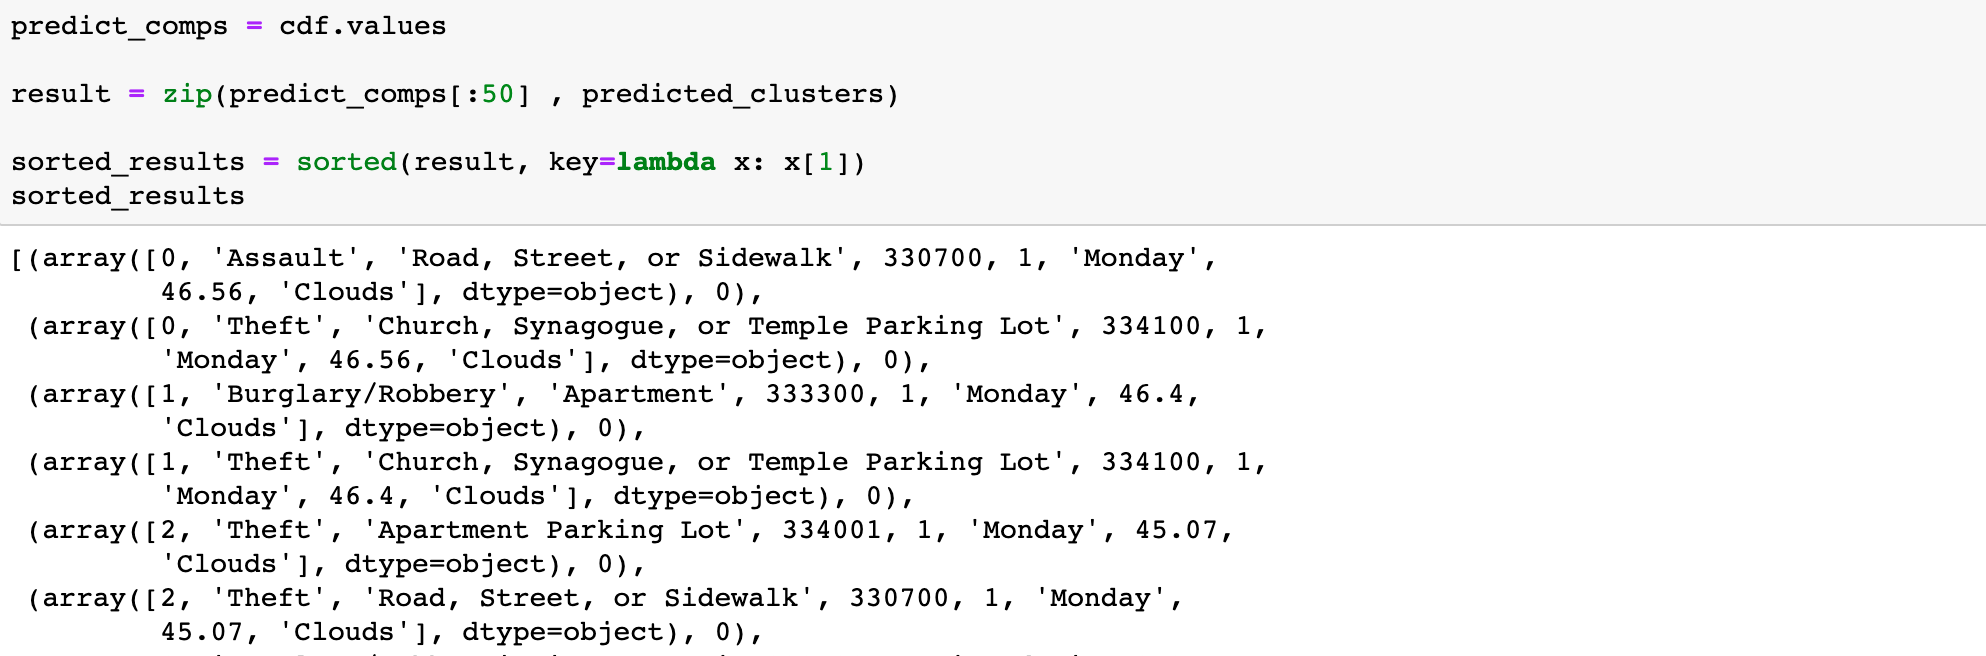 predict_comps = cdf.values
result = zip(predict_comps[:50] , predicted_clusters)
sorted_results = sorted(result, key=lambda x: x[1])
sorted_results
[(array([0, 'Assault', 'Road, Street, or Sidewalk', 330700, 1, 'Monday',
46.56, 'Clouds'], dtype=object), 0),
(array([0, 'Theft', 'Church, Synagogue, or Temple Parking Lot', 334100, 1,
'Monday', 46.56, 'Clouds'], dtype=object), 0),
(array([1, 'Burglary/Robbery', 'Apartment', 333300, 1, 'Monday', 46.4,
'Clouds'], dtype=object), 0),
(array([1, 'Theft', 'Church, Synagogue, or Temple Parking Lot', 334100, 1,
'Monday', 46.4, 'Clouds'], dtype=object), 0),
(array([2, 'Theft', 'Apartment Parking Lot', 334001, 1, 'Monday', 45.07,
'Clouds'], dtype=object), 0),
(array([2, 'Theft', 'Road, Street, or Sidewalk', 330700, 1, 'Monday',
45.07, 'Clouds'], dtype=object), 0),